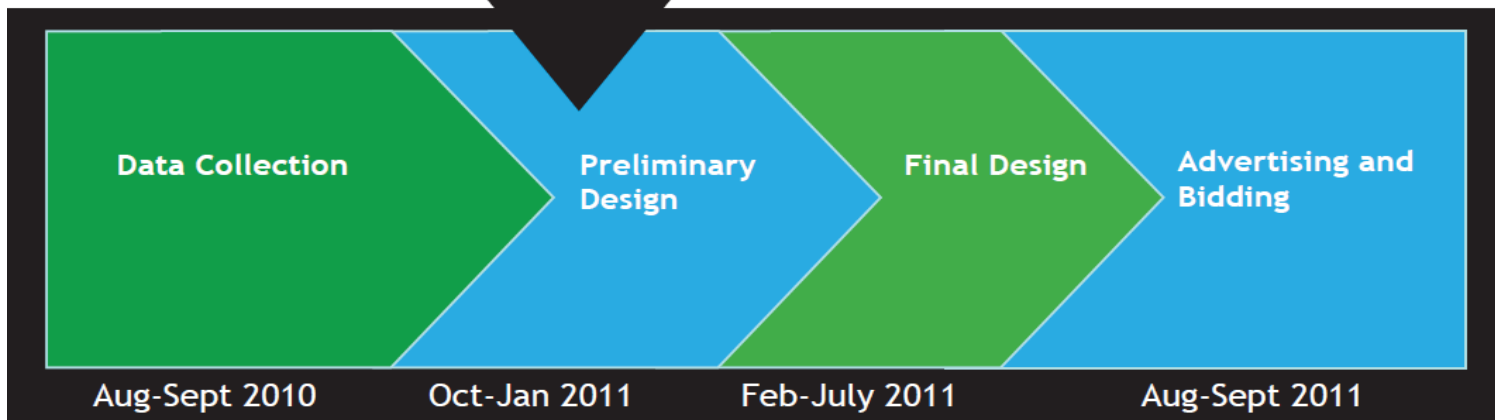 Data Collection
Preliminary
Design
Final Design
Advertising and
Bidding
Aug-Sept 2010
Oct-Jan 2011
Feb-July 2011
Aug-Sept 2011